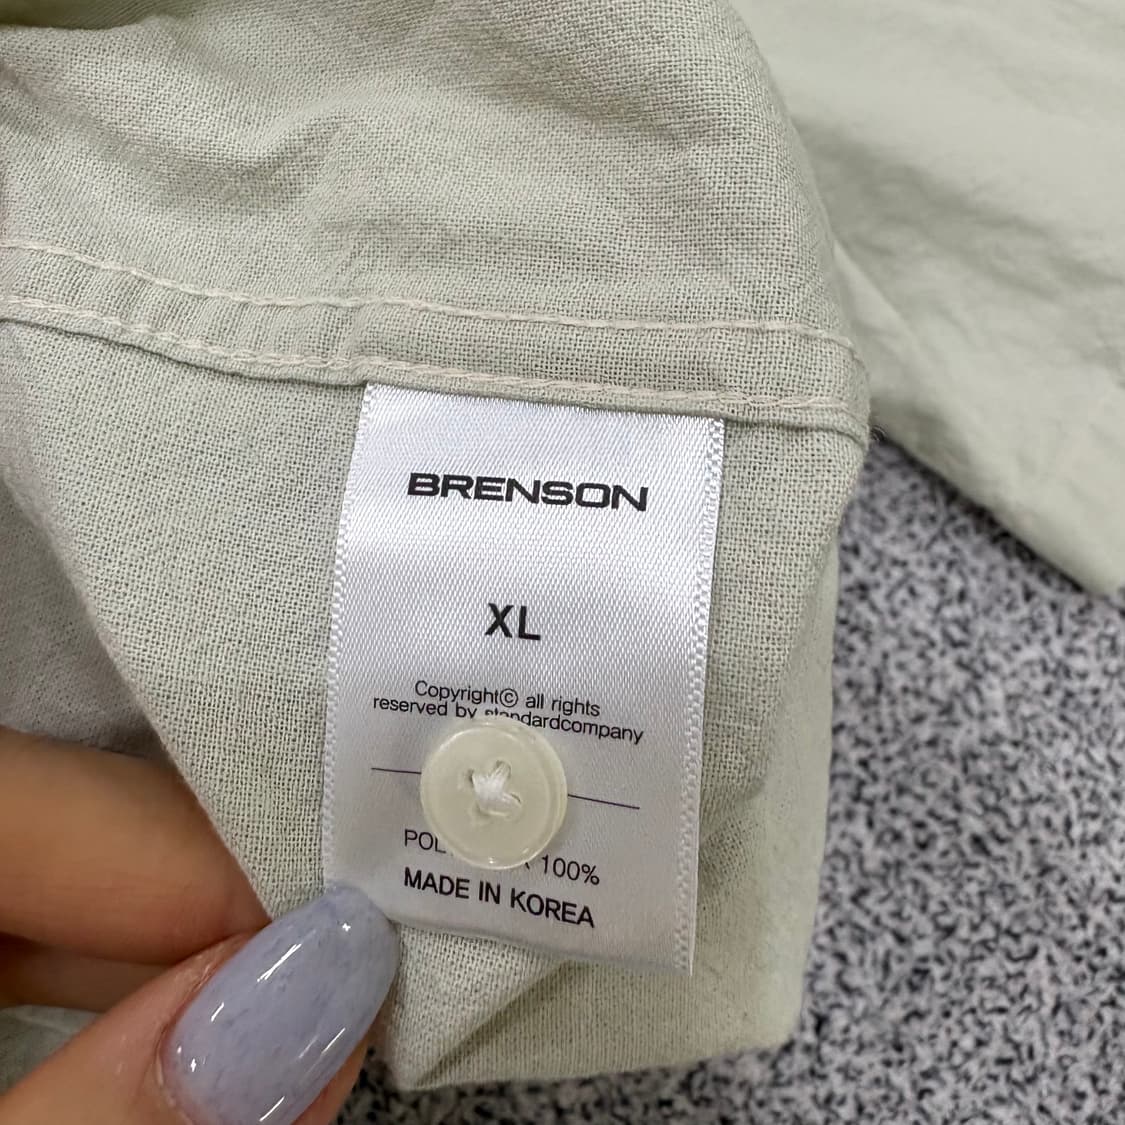 BRENSON
XL
Copyright© all rights
reserved by standardcompany
100%
MADE IN KOREA